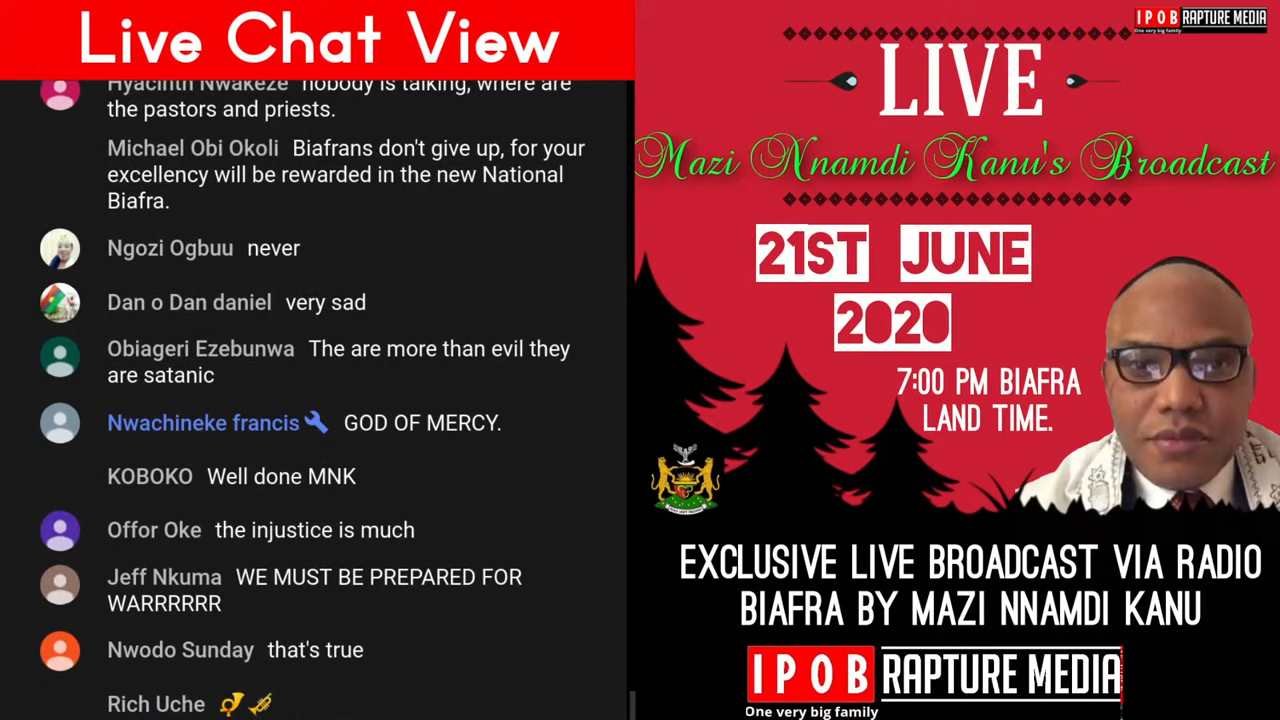 Live Chat View
Hyacinth Nwakeze nobody is talking, where are
the pastors and priests.
Michael Obi Okoli Biafrans don't give up, for your
excellency will be rewarded in the new National
Biafra.
Ngozi Ogbuu never
Dan o Dan daniel very sad
Obiageri Ezebunwa The are more than evil they
are satanic
Nwachineke francis GOD OF MERCY.
KOBOKO Well done MNK
Offor Oke the injustice is much
Jeff Nkuma WE MUST BE PREPARED FOR
WARRRRRR
Nwodo Sunday that's true
Rich Uche
IPOB RAPTURE MEDIA
One very big family
LIVE
Mazi Nnamdi Kanu's Broadcast
21ST JUNE
2020
7:00 PM BIAFRA
LAND TIME.
EXCLUSIVE LIVE BROADCAST VIA RADIO
BIAFRA BY MAZI NNAMDI KANU
IPOB RAPTURE MEDIA
One very big family